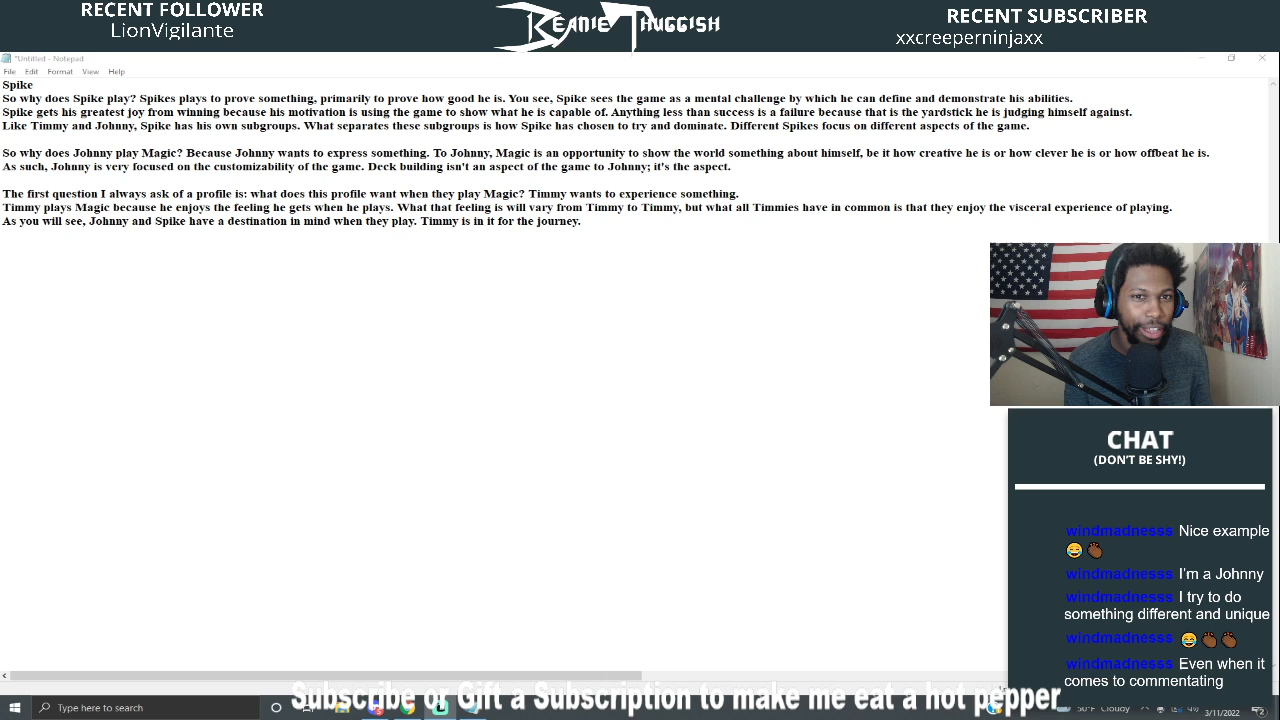 RECENT FOLLOWER
LionVigilante
BEANIE THUGGISH
RECENT SUBSCRIBER
xxcreeperninjaxx
*Untitled - Notepad
File Edit Format View Help
Spike
So why does Spike play? Spikes plays to prove something, primarily to prove how good he is. You see, Spike sees the game as a mental challenge by which he can define and demonstrate his abilities.
Spike gets his greatest joy from winning because his motivation is using the game to show what he is capable of. Anything less than success is a failure because that is the yardstick he is judging himself against.
Like Timmy and Johnny, Spike has his own subgroups. What separates these subgroups is how Spike has chosen to try and dominate. Different Spikes focus on different aspects of the game.
So why does Johnny play Magic? Because Johnny wants to express something. To Johnny, Magic is an opportunity to show the world something about himself, be it how creative he is or how clever he is or how offbeat he is.
As such, Johnny is very focused on the customizability of the game. Deck building isn't an aspect of the game to Johnny; it's the aspect.
The first question I always ask of a profile is: what does this profile want when they play Magic? Timmy wants to experience something.
Timmy plays Magic because he enjoys the feeling he gets when he plays. What that feeling is will vary from Timmy to Timmy, but what all Timmies have in common is that they enjoy the visceral experience of playing.
As you will see, Johnny and Spike have a destination in mind when they play. Timmy is in it for the journey.
CHAT
(DON'T BE SHY!)
windmadnesss Nice example
😂👏🏾
windmadnesss I'm a Johnny
windmadnesss I try to do
something different and unique
windmadnesss 😂👏🏾👏🏾
windmadnesss Even when it
comes to commentating
Subscribe or Gift a Subscription to make me eat a hot pepper
Type here to search
50°F Cloudy
3/11/2022